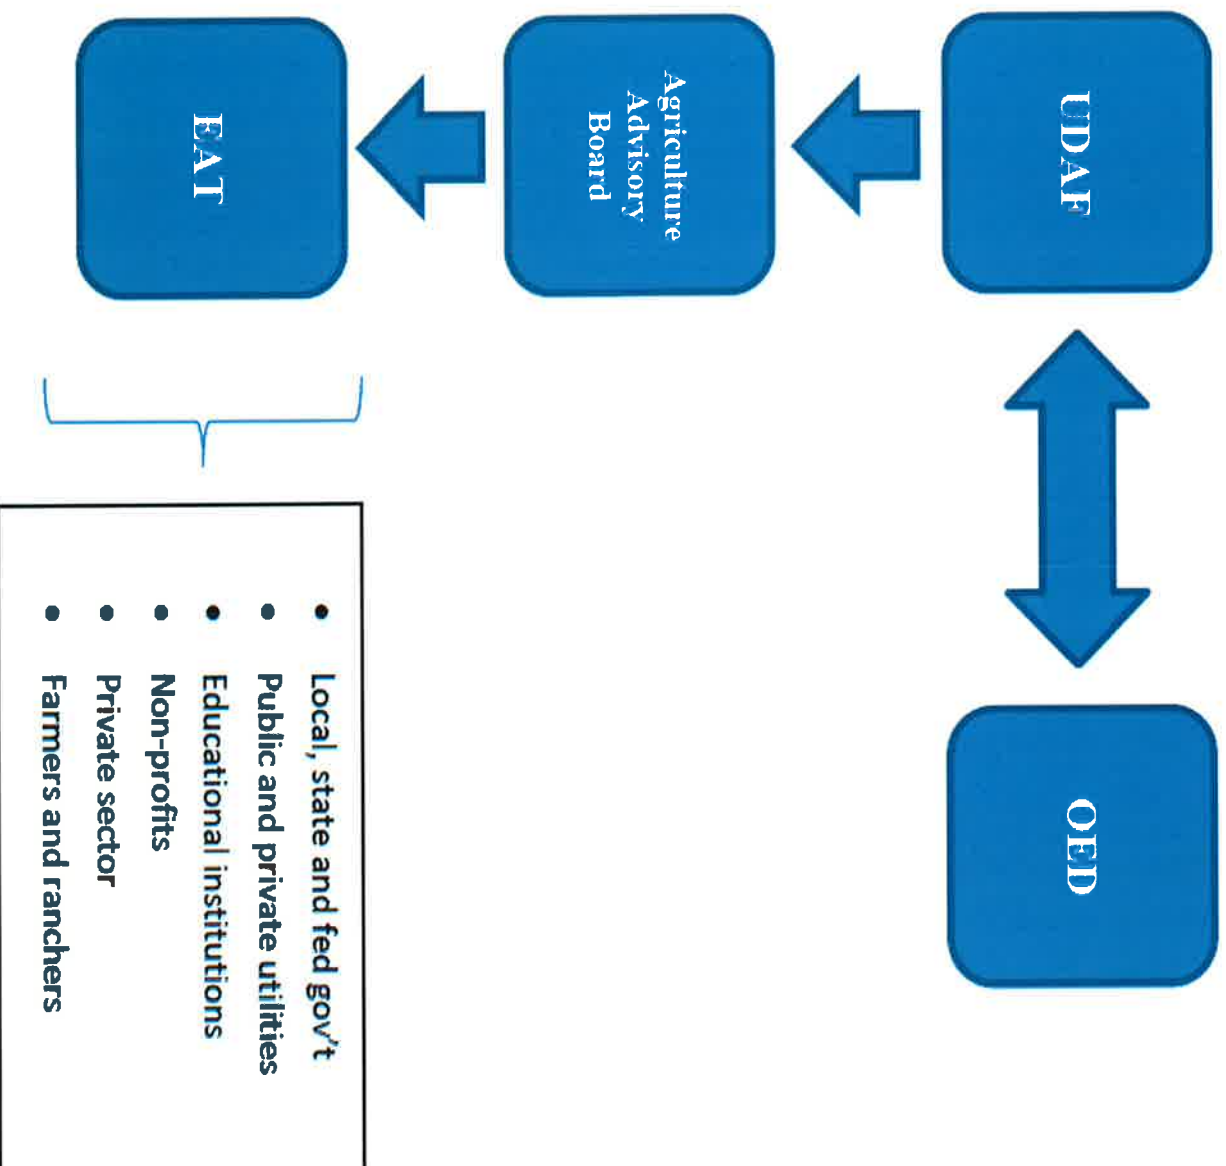 UDAF
OED
Agriculture
Advisory
Board
EAT
Local, state and fed gov't
Public and private utilities
Educational institutions
Non-profits
Private sector
Farmers and ranchers